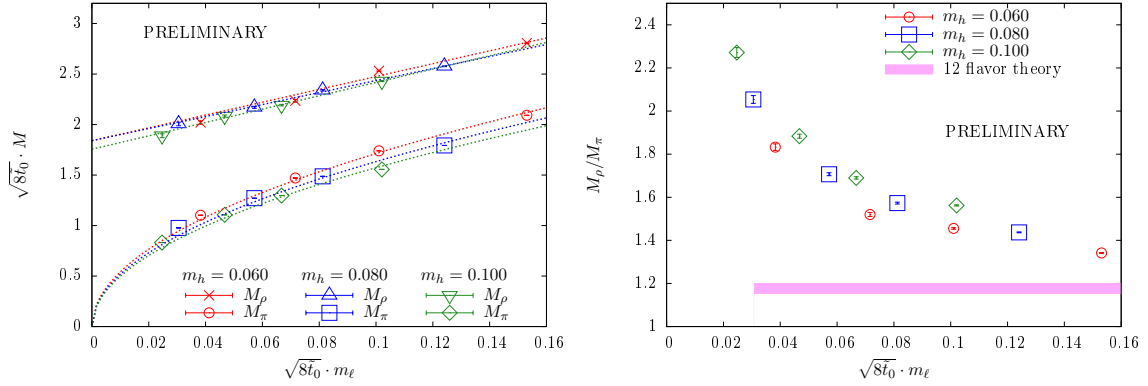 3
2.5
2
1.5
1
0.5
0
√8t̃₀ · M
PRELIMINARY
m_h = 0.060 m_h = 0.080 m_h = 0.100
M_ρ M_ρ M_ρ
M_π M_π M_π
0 0.02 0.04 0.06 0.08 0.1 0.12 0.14 0.16
√8t̃₀ · m_ℓ
2.4
2.2
2
1.8
1.6
1.4
1.2
1
M_ρ/M_π
m_h = 0.060
m_h = 0.080
m_h = 0.100
12 flavor theory
PRELIMINARY
0 0.02 0.04 0.06 0.08 0.1 0.12 0.14 0.16
√8t̃₀ · m_ℓ